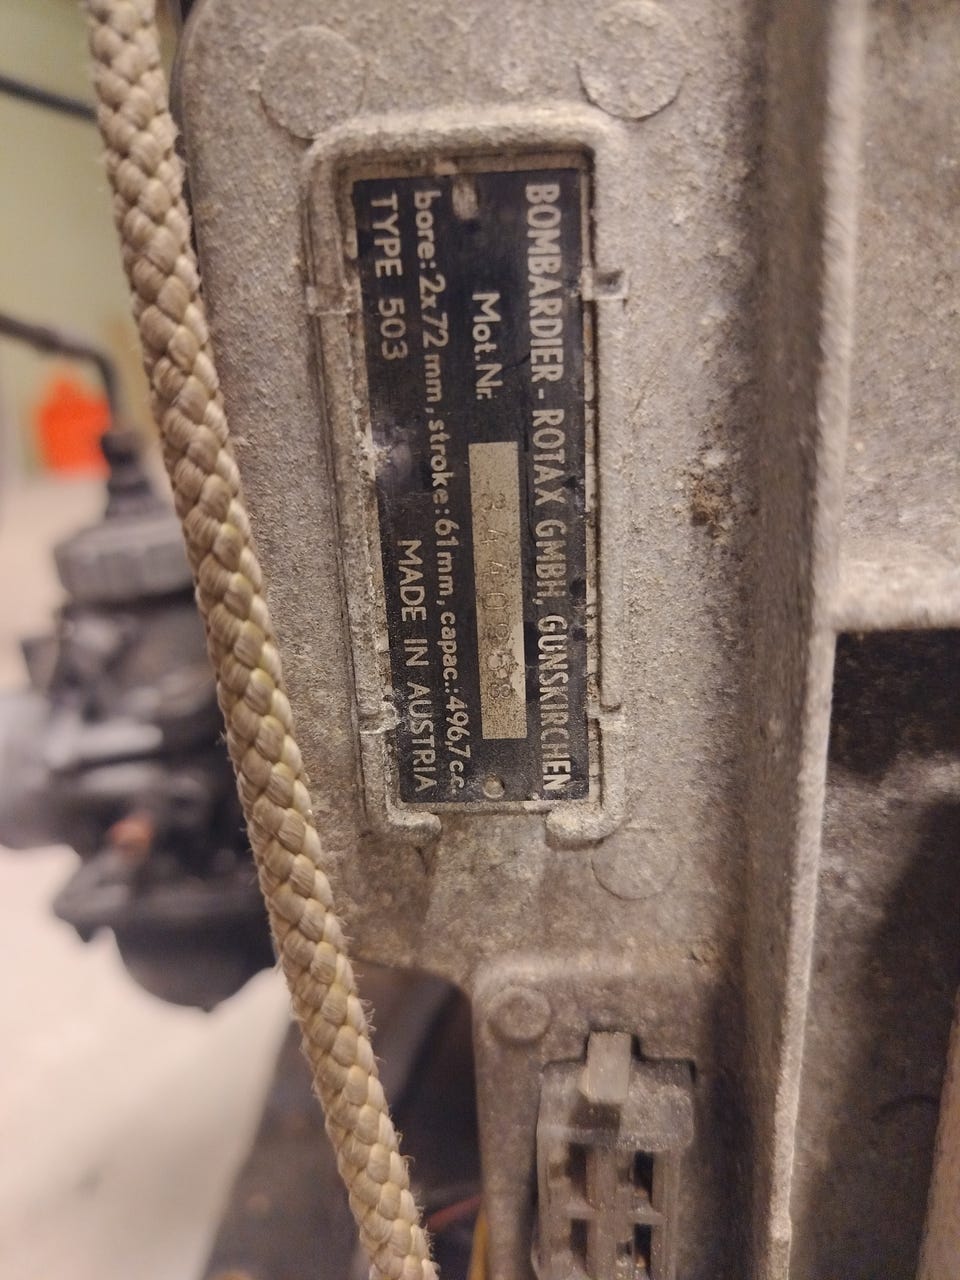 BOMBARDIER - ROTAX GMBH, GUNSKIRCHEN
Mot. Nr.
bore: 2x72 mm, stroke: 61 mm, capac.: 496,7 c.c.
TYPE 503 MADE IN AUSTRIA